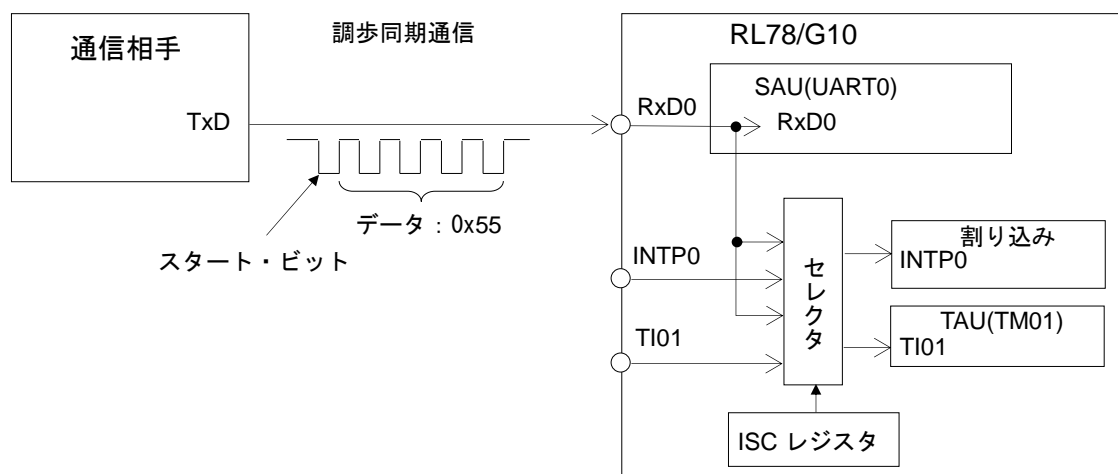 通信相手
TxD
調歩同期通信
スタート・ビット
データ：0x55
RL78/G10
SAU(UART0)
RxD0
RxD0
INTP0
TI01
セレクタ
割り込み
INTP0
TAU(TM01)
TI01
ISC レジスタ